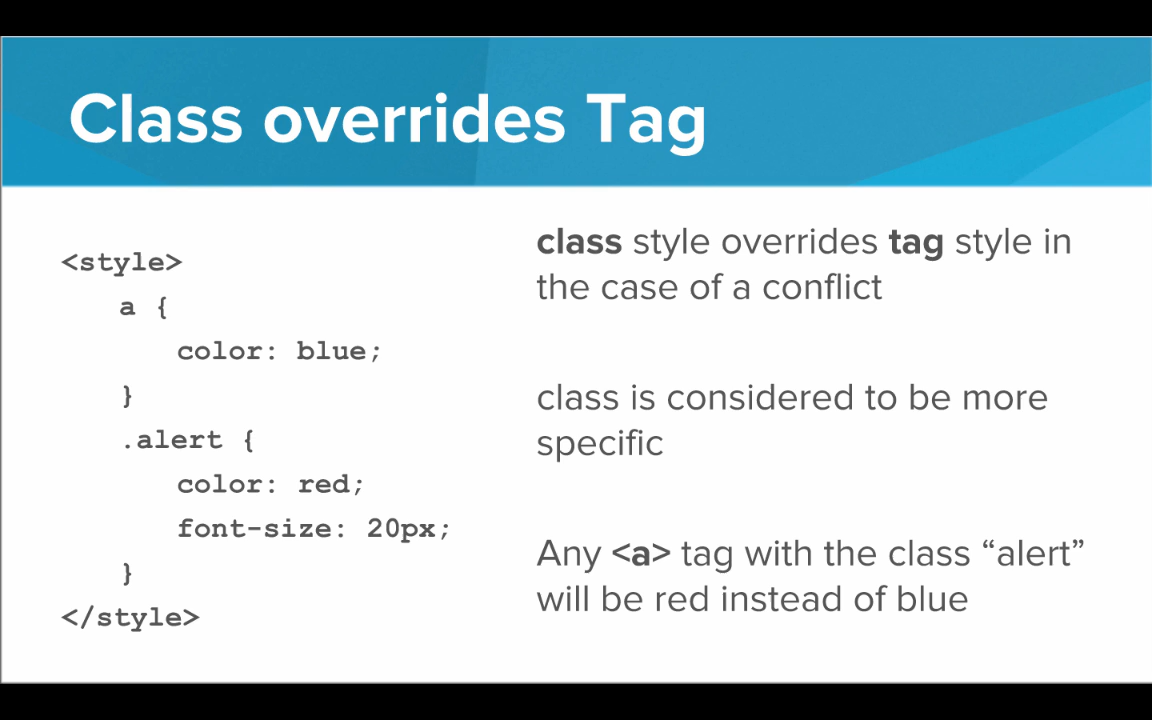 Class overrides Tag
<style>
a {
color: blue;
}
.alert {
color: red;
font-size: 20px;
}
</style>
class style overrides tag style in
the case of a conflict
class is considered to be more
specific
Any <a> tag with the class “alert”
will be red instead of blue